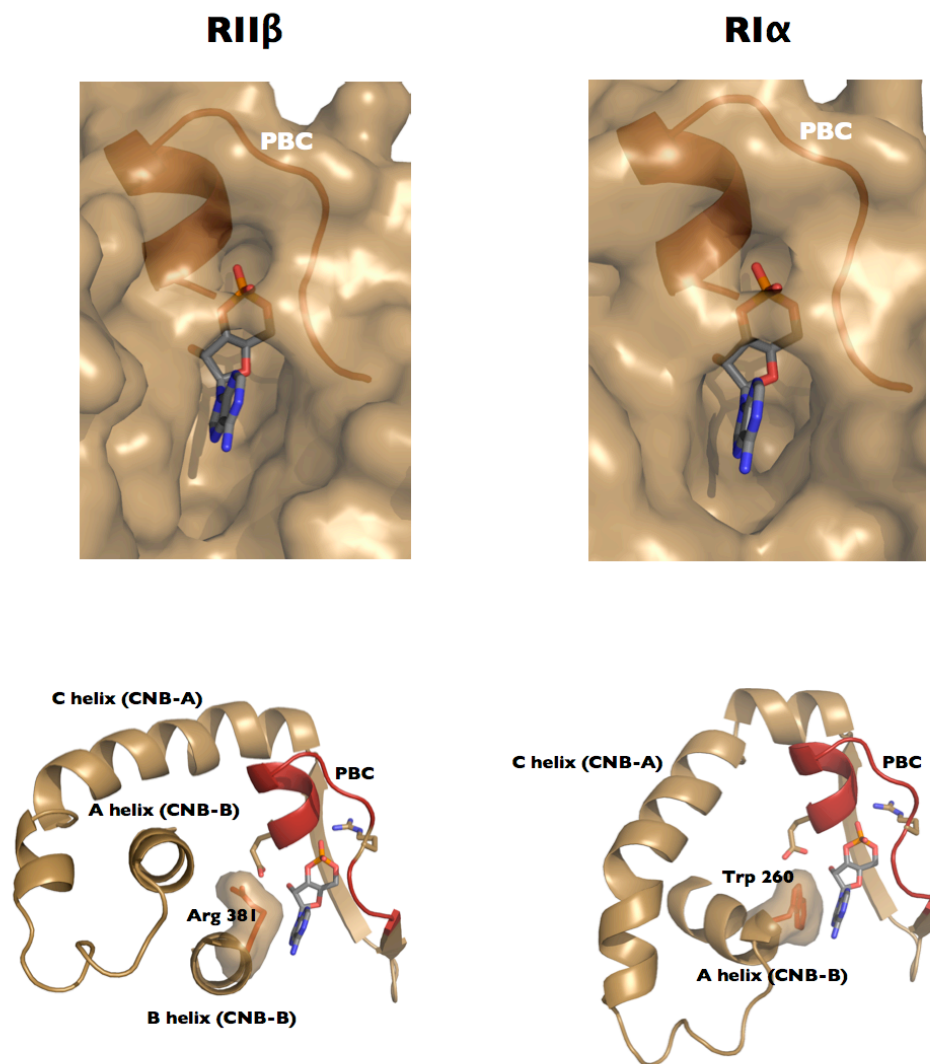 RIIβ
RIα
PBC
PBC
C helix (CNB-A)
A helix (CNB-B)
PBC
Arg 381
B helix (CNB-B)
C helix (CNB-A)
PBC
Trp 260
A helix (CNB-B)